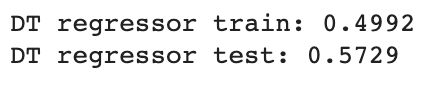 DT regressor train: 0.4992
DT regressor test: 0.5729